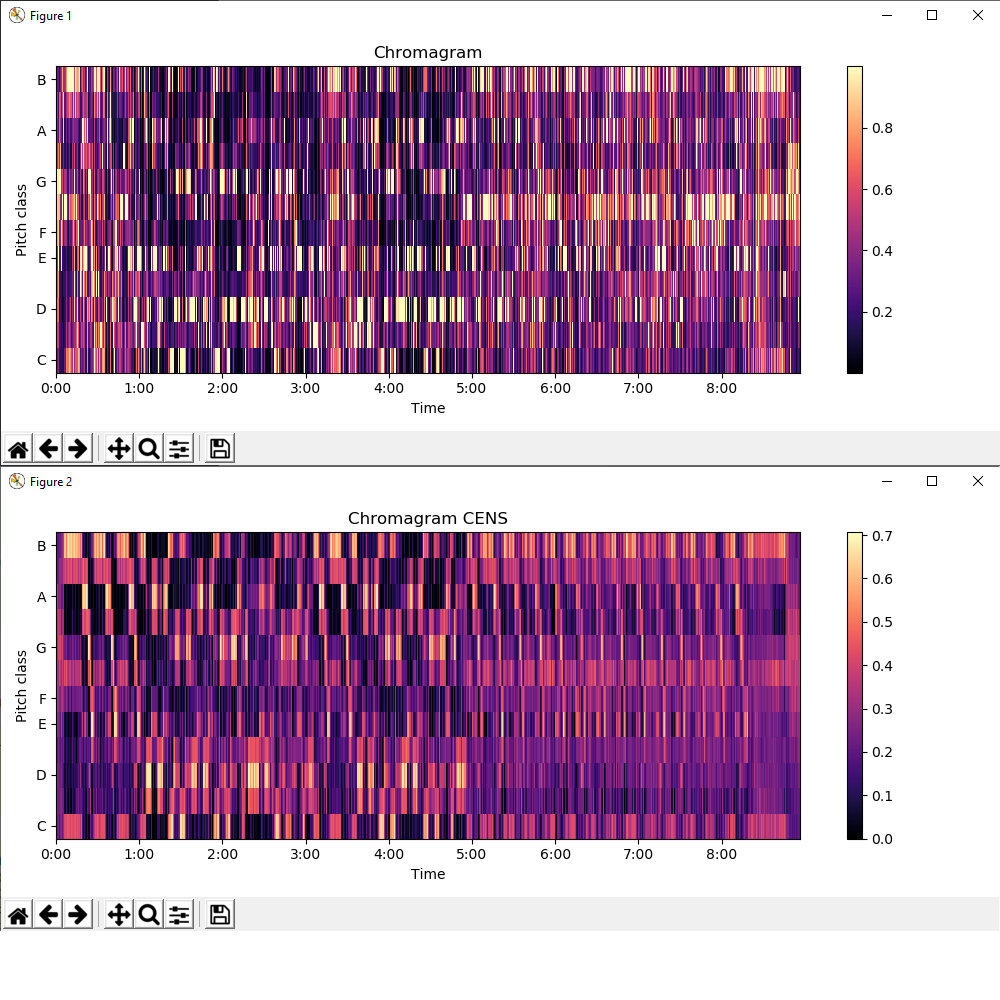 Figure 1
Chromagram
B
A
G
F
E
D
C
Pitch class
0:00 1:00 2:00 3:00 4:00 5:00 6:00 7:00 8:00
Time
0.8
0.6
0.4
0.2
Figure 2
Chromagram CENS
B
A
G
F
E
D
C
Pitch class
0:00 1:00 2:00 3:00 4:00 5:00 6:00 7:00 8:00
Time
0.7
0.6
0.5
0.4
0.3
0.2
0.1
0.0